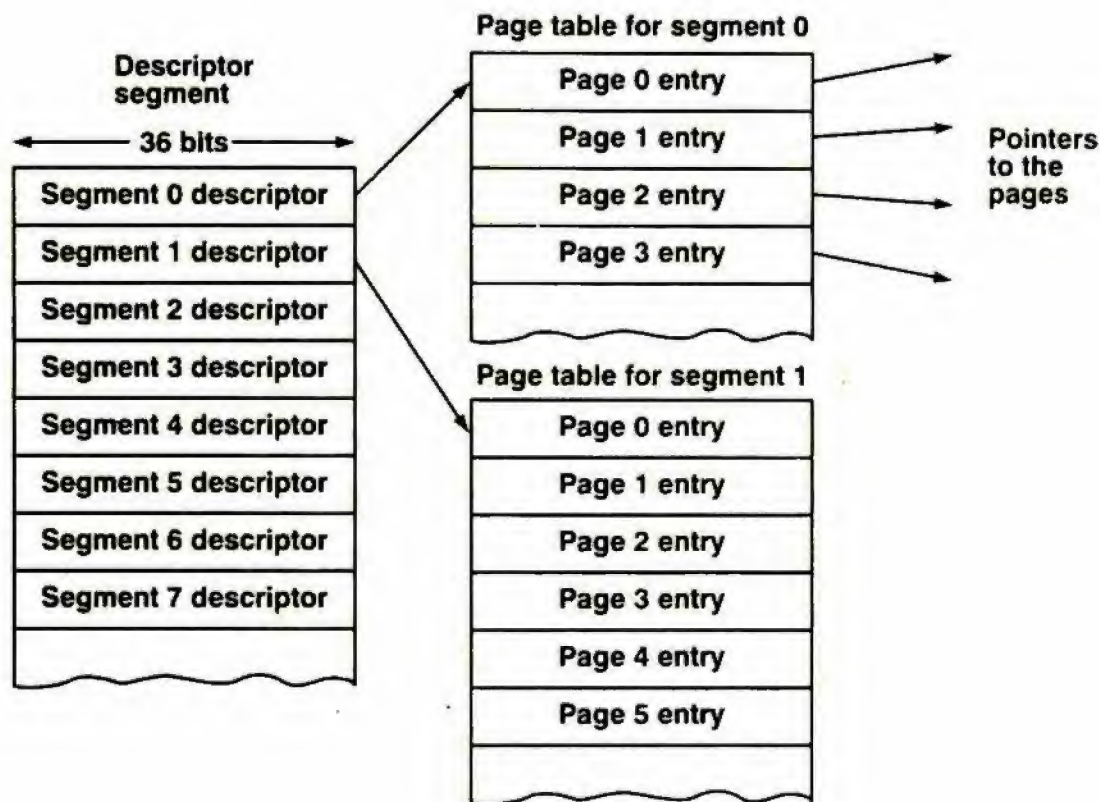 Descriptor
segment
36 bits
Segment 0 descriptor
Segment 1 descriptor
Segment 2 descriptor
Segment 3 descriptor
Segment 4 descriptor
Segment 5 descriptor
Segment 6 descriptor
Segment 7 descriptor
Page table for segment 0
Page 0 entry
Page 1 entry
Page 2 entry
Page 3 entry
Pointers
to the
pages
Page table for segment 1
Page 0 entry
Page 1 entry
Page 2 entry
Page 3 entry
Page 4 entry
Page 5 entry